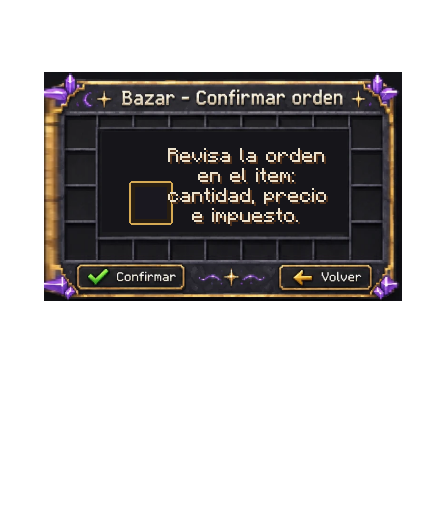 Bazar - Confirmar orden
Revisa la orden
en el item:
cantidad, precio
e impuesto.
Confirmar
Volver